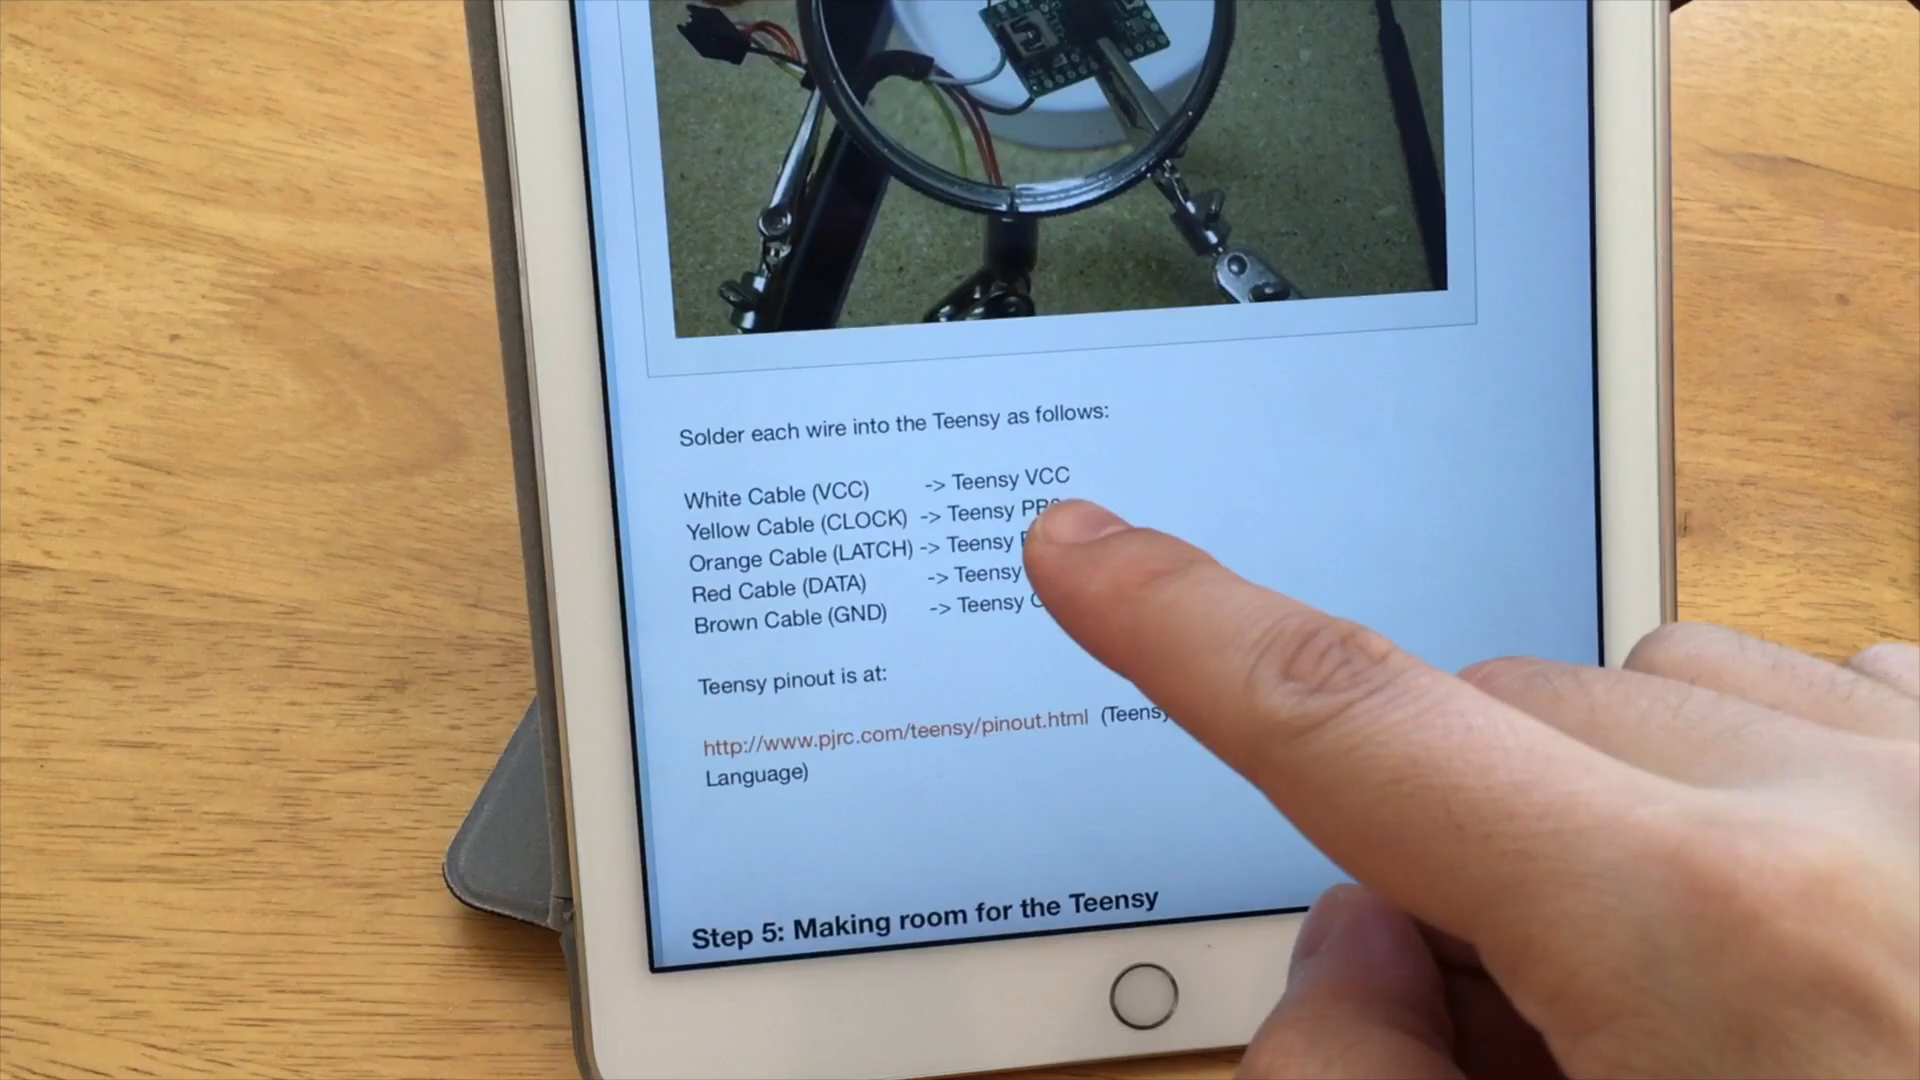 Solder each wire into the Teensy as follows:
White Cable (VCC) -> Teensy VCC
Yellow Cable (CLOCK) -> Teensy
Orange Cable (LATCH) -> Teensy
Red Cable (DATA) -> Teensy
Brown Cable (GND) -> Teensy
Teensy pinout is at:
http://www.pjrc.com/teensy/pinout.html (Teensy
Language)
Step 5: Making room for the Teensy